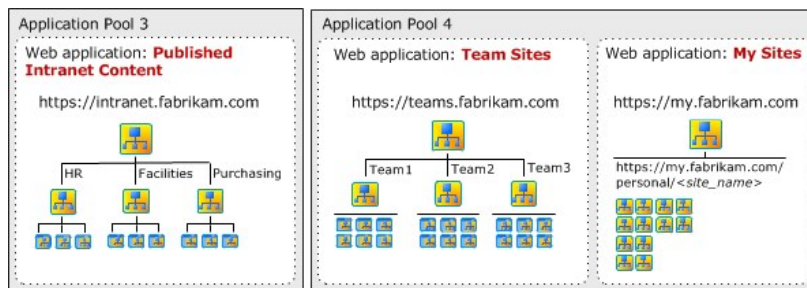 Application Pool 3
Web application: Published
Intranet Content
https://intranet.fabrikam.com
HR
Facilities
Purchasing
Application Pool 4
Web application: Team Sites
https://teams.fabrikam.com
Team1
Team2
Team3
Web application: My Sites
https://my.fabrikam.com
https://my.fabrikam.com/
personal/<site_name>